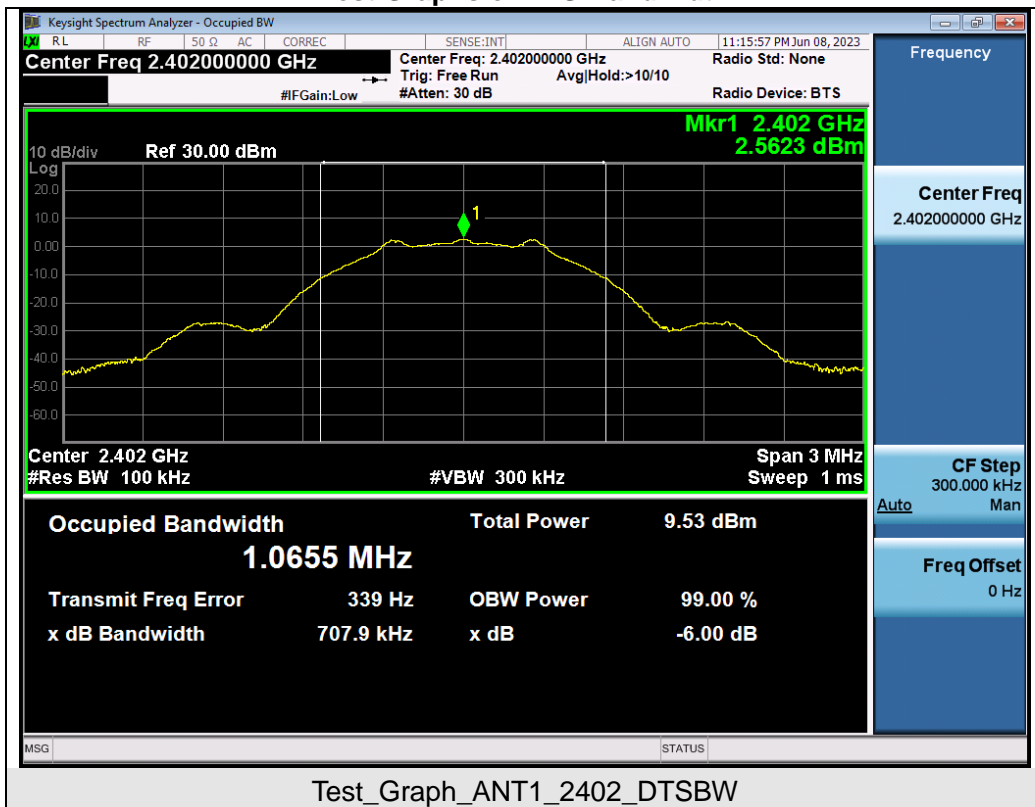 Keysight Spectrum Analyzer - Occupied BW
LXI RL RF 50 Ω AC CORREC SENSE:INT ALIGN AUTO 11:15:57 PM Jun 08, 2023
Center Freq 2.402000000 GHz
Center Freq: 2.402000000 GHz
Radio Std: None
Trig: Free Run Avg|Hold:>10/10
#IFGain:Low #Atten: 30 dB Radio Device: BTS
Mkr1 2.402 GHz
2.5623 dBm
10 dB/div Ref 30.00 dBm
Log
20.0
10.0
1
0.00
-10.0
-20.0
-30.0
-40.0
-50.0
-60.0
Center 2.402 GHz Span 3 MHz
#Res BW 100 kHz #VBW 300 kHz Sweep 1 ms
Occupied Bandwidth Total Power 9.53 dBm
1.0655 MHz
Transmit Freq Error 339 Hz OBW Power 99.00 %
x dB Bandwidth 707.9 kHz x dB -6.00 dB
Frequency
Center Freq
2.402000000 GHz
CF Step
300.000 kHz
Auto Man
Freq Offset
0 Hz
MSG STATUS
Test_Graph_ANT1_2402_DTSBW